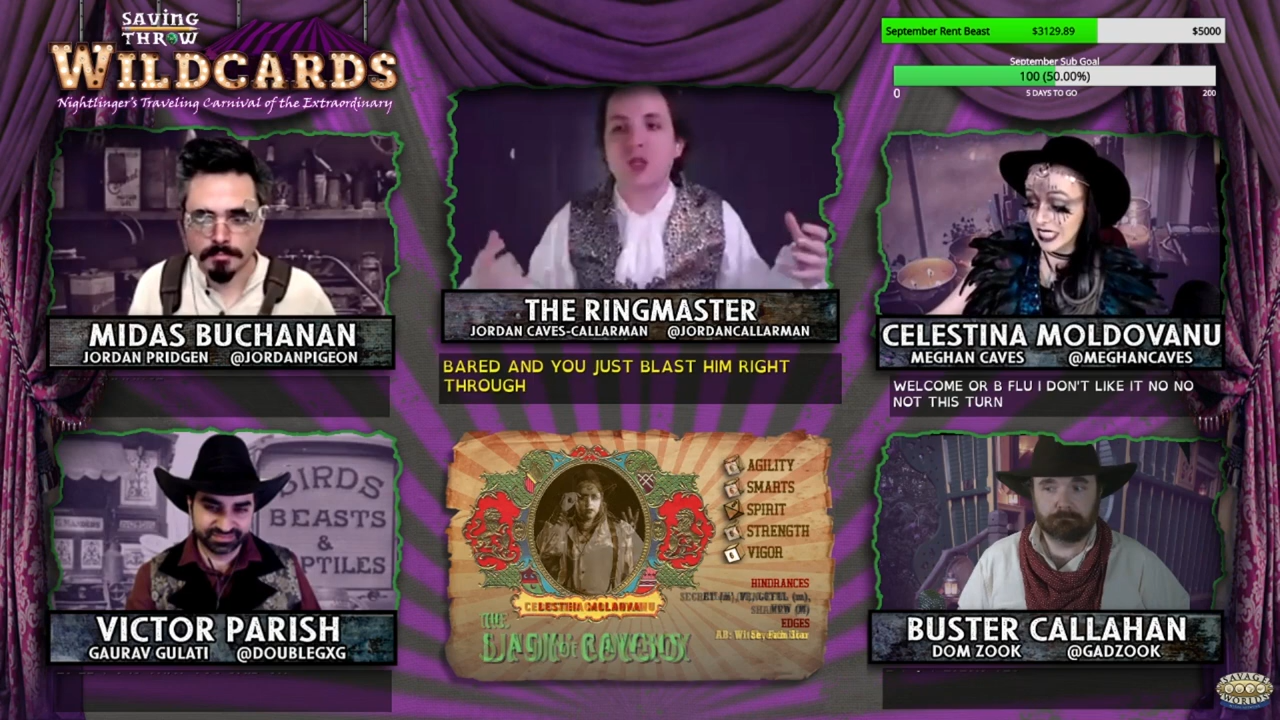 SAVING
THROW
WILDCARDS
Nightlinger's Traveling Carnival of the Extraordinary
September Rent Beast $3129.89 $5000
September Sub Goal
100 (50.00%)
0 5 DAYS TO GO 200
MIDAS BUCHANAN
JORDAN PRIDGEN @JORDANPIGEON
THE RINGMASTER
JORDAN CAVES-CALLARMAN @JORDANCALLARMAN
BARED AND YOU JUST BLAST HIM RIGHT
THROUGH
CELESTINA MOLDOVANU
MEGHAN CAVES @MEGHANCAVES
WELCOME OR B FLU I DON'T LIKE IT NO NO
NOT THIS TURN
BIRDS
BEASTS
&
PTILES
VICTOR PARISH
GAURAV GULATI @DOUBLEGXG
AGILITY
SMARTS
SPIRIT
STRENGTH
VIGOR
HINDRANCES
EDGES
THE
BUSTER CALLAHAN
DOM ZOOK @GADZOOK
SAVAGE
WORLDS